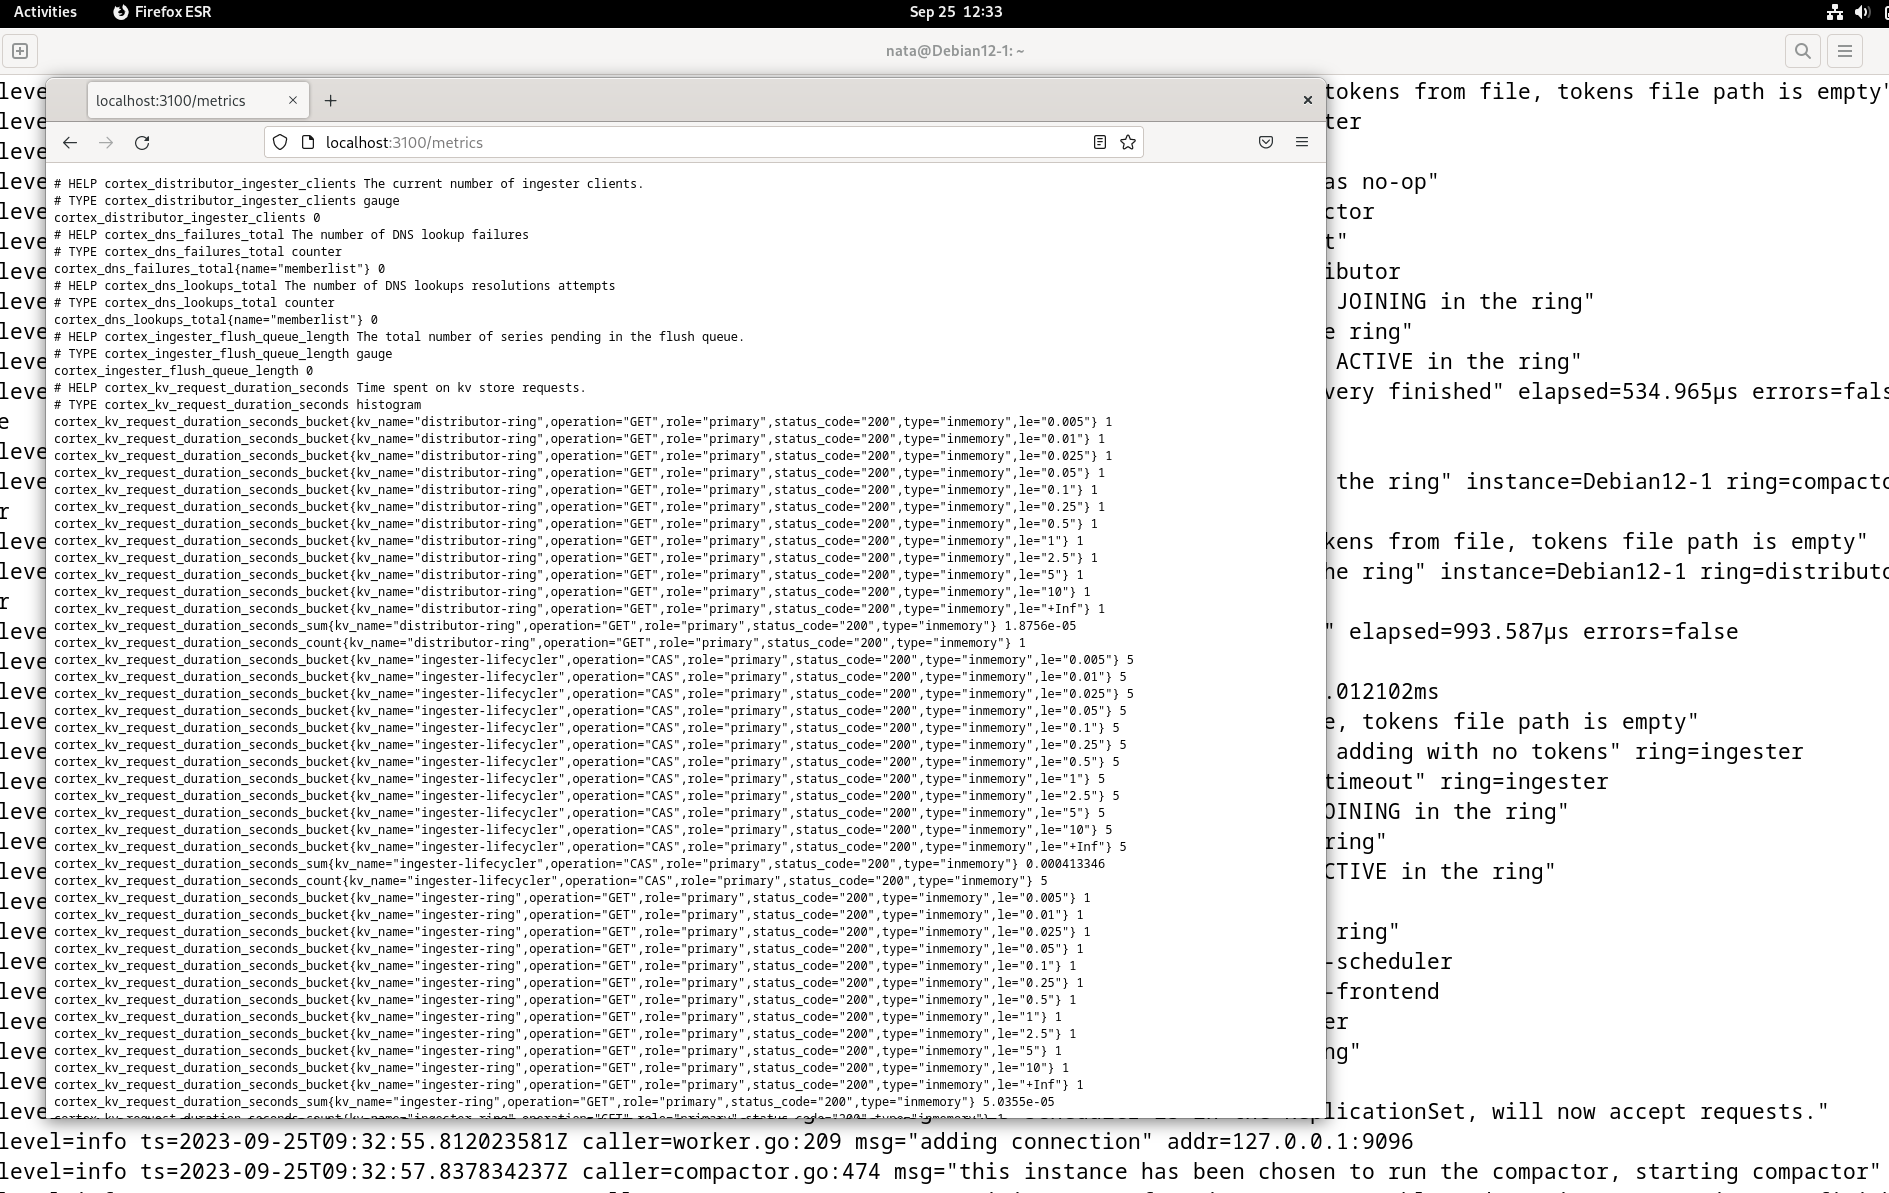 Activities Firefox ESR Sep 25 12:33
nata@Debian12-1: ~
localhost:3100/metrics
localhost:3100/metrics
# HELP cortex_distributor_ingester_clients The current number of ingester clients.
# TYPE cortex_distributor_ingester_clients gauge
cortex_distributor_ingester_clients 0
# HELP cortex_dns_failures_total The number of DNS lookup failures
# TYPE cortex_dns_failures_total counter
cortex_dns_failures_total{name="memberlist"} 0
# HELP cortex_dns_lookups_total The number of DNS lookups resolutions attempts
# TYPE cortex_dns_lookups_total counter
cortex_dns_lookups_total{name="memberlist"} 0
# HELP cortex_ingester_flush_queue_length The total number of series pending in the flush queue.
# TYPE cortex_ingester_flush_queue_length gauge
cortex_ingester_flush_queue_length 0
# HELP cortex_kv_request_duration_seconds Time spent on kv store requests.
# TYPE cortex_kv_request_duration_seconds histogram
cortex_kv_request_duration_seconds_bucket{kv_name="distributor-ring",operation="GET",role="primary",status_code="200",type="inmemory",le="0.005"} 1
cortex_kv_request_duration_seconds_bucket{kv_name="distributor-ring",operation="GET",role="primary",status_code="200",type="inmemory",le="0.01"} 1
cortex_kv_request_duration_seconds_bucket{kv_name="distributor-ring",operation="GET",role="primary",status_code="200",type="inmemory",le="0.025"} 1
cortex_kv_request_duration_seconds_bucket{kv_name="distributor-ring",operation="GET",role="primary",status_code="200",type="inmemory",le="0.05"} 1
cortex_kv_request_duration_seconds_bucket{kv_name="distributor-ring",operation="GET",role="primary",status_code="200",type="inmemory",le="0.1"} 1
cortex_kv_request_duration_seconds_bucket{kv_name="distributor-ring",operation="GET",role="primary",status_code="200",type="inmemory",le="0.25"} 1
cortex_kv_request_duration_seconds_bucket{kv_name="distributor-ring",operation="GET",role="primary",status_code="200",type="inmemory",le="0.5"} 1
cortex_kv_request_duration_seconds_bucket{kv_name="distributor-ring",operation="GET",role="primary",status_code="200",type="inmemory",le="1"} 1
cortex_kv_request_duration_seconds_bucket{kv_name="distributor-ring",operation="GET",role="primary",status_code="200",type="inmemory",le="2.5"} 1
cortex_kv_request_duration_seconds_bucket{kv_name="distributor-ring",operation="GET",role="primary",status_code="200",type="inmemory",le="5"} 1
cortex_kv_request_duration_seconds_bucket{kv_name="distributor-ring",operation="GET",role="primary",status_code="200",type="inmemory",le="10"} 1
cortex_kv_request_duration_seconds_bucket{kv_name="distributor-ring",operation="GET",role="primary",status_code="200",type="inmemory",le="+Inf"} 1
cortex_kv_request_duration_seconds_sum{kv_name="distributor-ring",operation="GET",role="primary",status_code="200",type="inmemory"} 1.8756e-05
cortex_kv_request_duration_seconds_count{kv_name="distributor-ring",operation="GET",role="primary",status_code="200",type="inmemory"} 1
cortex_kv_request_duration_seconds_bucket{kv_name="ingester-lifecycler",operation="CAS",role="primary",status_code="200",type="inmemory",le="0.005"} 5
cortex_kv_request_duration_seconds_bucket{kv_name="ingester-lifecycler",operation="CAS",role="primary",status_code="200",type="inmemory",le="0.01"} 5
cortex_kv_request_duration_seconds_bucket{kv_name="ingester-lifecycler",operation="CAS",role="primary",status_code="200",type="inmemory",le="0.025"} 5
cortex_kv_request_duration_seconds_bucket{kv_name="ingester-lifecycler",operation="CAS",role="primary",status_code="200",type="inmemory",le="0.05"} 5
cortex_kv_request_duration_seconds_bucket{kv_name="ingester-lifecycler",operation="CAS",role="primary",status_code="200",type="inmemory",le="0.1"} 5
cortex_kv_request_duration_seconds_bucket{kv_name="ingester-lifecycler",operation="CAS",role="primary",status_code="200",type="inmemory",le="0.25"} 5
cortex_kv_request_duration_seconds_bucket{kv_name="ingester-lifecycler",operation="CAS",role="primary",status_code="200",type="inmemory",le="0.5"} 5
cortex_kv_request_duration_seconds_bucket{kv_name="ingester-lifecycler",operation="CAS",role="primary",status_code="200",type="inmemory",le="1"} 5
cortex_kv_request_duration_seconds_bucket{kv_name="ingester-lifecycler",operation="CAS",role="primary",status_code="200",type="inmemory",le="2.5"} 5
cortex_kv_request_duration_seconds_bucket{kv_name="ingester-lifecycler",operation="CAS",role="primary",status_code="200",type="inmemory",le="5"} 5
cortex_kv_request_duration_seconds_bucket{kv_name="ingester-lifecycler",operation="CAS",role="primary",status_code="200",type="inmemory",le="10"} 5
cortex_kv_request_duration_seconds_bucket{kv_name="ingester-lifecycler",operation="CAS",role="primary",status_code="200",type="inmemory",le="+Inf"} 5
cortex_kv_request_duration_seconds_sum{kv_name="ingester-lifecycler",operation="CAS",role="primary",status_code="200",type="inmemory"} 0.000413346
cortex_kv_request_duration_seconds_count{kv_name="ingester-lifecycler",operation="CAS",role="primary",status_code="200",type="inmemory"} 5
cortex_kv_request_duration_seconds_bucket{kv_name="ingester-ring",operation="GET",role="primary",status_code="200",type="inmemory",le="0.005"} 1
cortex_kv_request_duration_seconds_bucket{kv_name="ingester-ring",operation="GET",role="primary",status_code="200",type="inmemory",le="0.01"} 1
cortex_kv_request_duration_seconds_bucket{kv_name="ingester-ring",operation="GET",role="primary",status_code="200",type="inmemory",le="0.025"} 1
cortex_kv_request_duration_seconds_bucket{kv_name="ingester-ring",operation="GET",role="primary",status_code="200",type="inmemory",le="0.05"} 1
cortex_kv_request_duration_seconds_bucket{kv_name="ingester-ring",operation="GET",role="primary",status_code="200",type="inmemory",le="0.1"} 1
cortex_kv_request_duration_seconds_bucket{kv_name="ingester-ring",operation="GET",role="primary",status_code="200",type="inmemory",le="0.25"} 1
cortex_kv_request_duration_seconds_bucket{kv_name="ingester-ring",operation="GET",role="primary",status_code="200",type="inmemory",le="0.5"} 1
cortex_kv_request_duration_seconds_bucket{kv_name="ingester-ring",operation="GET",role="primary",status_code="200",type="inmemory",le="1"} 1
cortex_kv_request_duration_seconds_bucket{kv_name="ingester-ring",operation="GET",role="primary",status_code="200",type="inmemory",le="2.5"} 1
cortex_kv_request_duration_seconds_bucket{kv_name="ingester-ring",operation="GET",role="primary",status_code="200",type="inmemory",le="5"} 1
cortex_kv_request_duration_seconds_bucket{kv_name="ingester-ring",operation="GET",role="primary",status_code="200",type="inmemory",le="10"} 1
cortex_kv_request_duration_seconds_bucket{kv_name="ingester-ring",operation="GET",role="primary",status_code="200",type="inmemory",le="+Inf"} 1
cortex_kv_request_duration_seconds_sum{kv_name="ingester-ring",operation="GET",role="primary",status_code="200",type="inmemory"} 5.0355e-05
tokens from file, tokens file path is empty"
ter
as no-op"
ctor
t"
ibutor
JOINING in the ring"
e ring"
ACTIVE in the ring"
very finished" elapsed=534.965µs errors=fals
e
the ring" instance=Debian12-1 ring=compacto
r
kens from file, tokens file path is empty"
he ring" instance=Debian12-1 ring=distributo
r
" elapsed=993.587µs errors=false
.012102ms
e, tokens file path is empty"
adding with no tokens" ring=ingester
timeout" ring=ingester
OINING in the ring"
ring"
CTIVE in the ring"
ring"
-scheduler
-frontend
er
ng"
licationSet, will now accept requests."
level=info ts=2023-09-25T09:32:55.812023581Z caller=worker.go:209 msg="adding connection" addr=127.0.0.1:9096
level=info ts=2023-09-25T09:32:57.837834237Z caller=compactor.go:474 msg="this instance has been chosen to run the compactor, starting compactor"